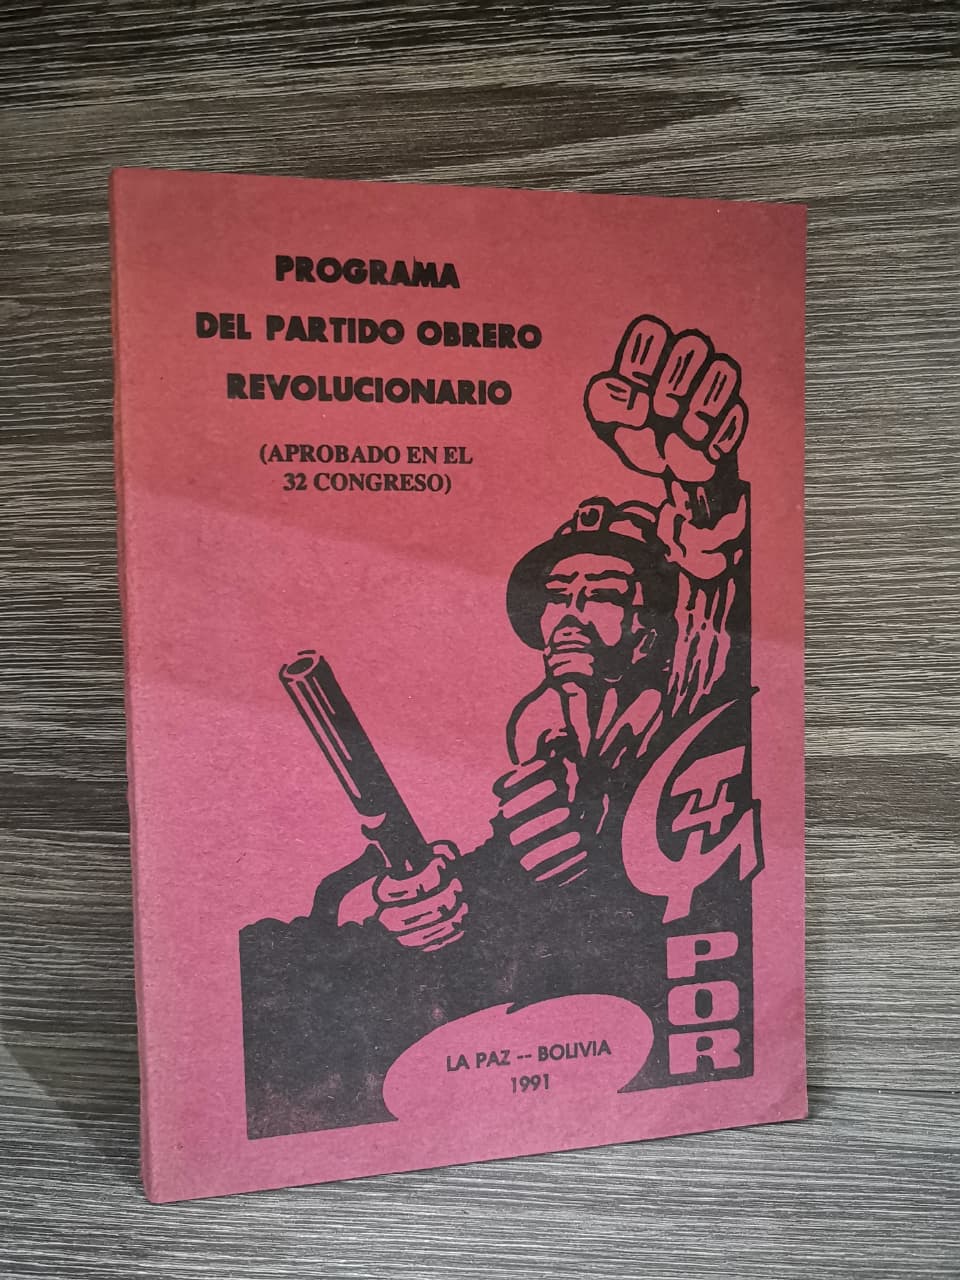 PROGRAMA
DEL PARTIDO OBRERO
REVOLUCIONARIO
(APROBADO EN EL
32 CONGRESO)
4
POR
LA PAZ -- BOLIVIA
1991